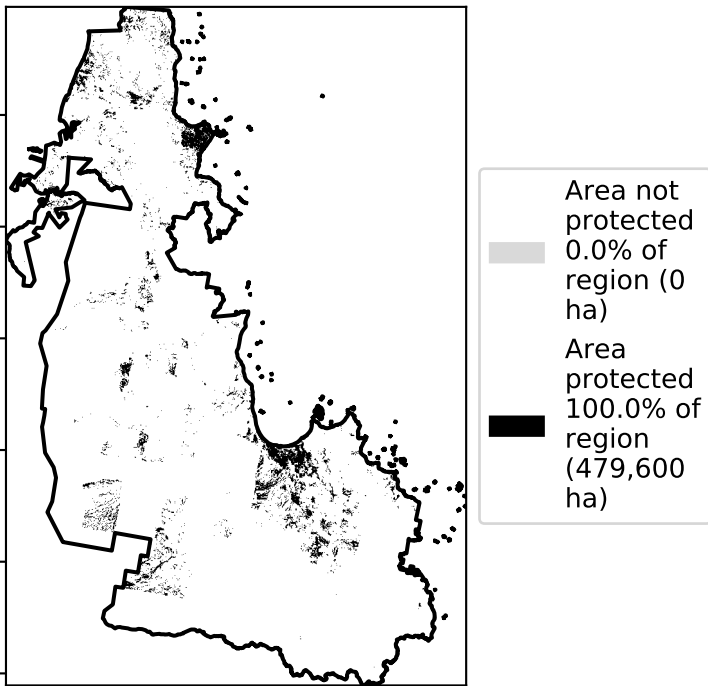 Area not
protected
0.0% of
region (0
ha)
Area
protected
100.0% of
region
(479,600
ha)